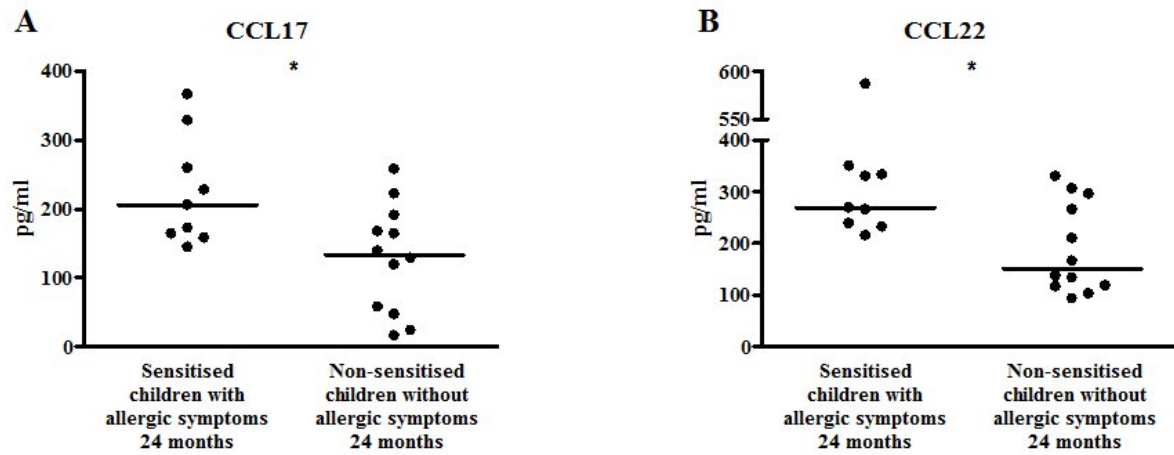 A
CCL17
*
400
300
200
100
0
pg/ml
Sensitised
children with
allergic symptoms
24 months
Non-sensitised
children without
allergic symptoms
24 months
B
CCL22
*
600
550
400
300
200
100
0
pg/ml
Sensitised
children with
allergic symptoms
24 months
Non-sensitised
children without
allergic symptoms
24 months